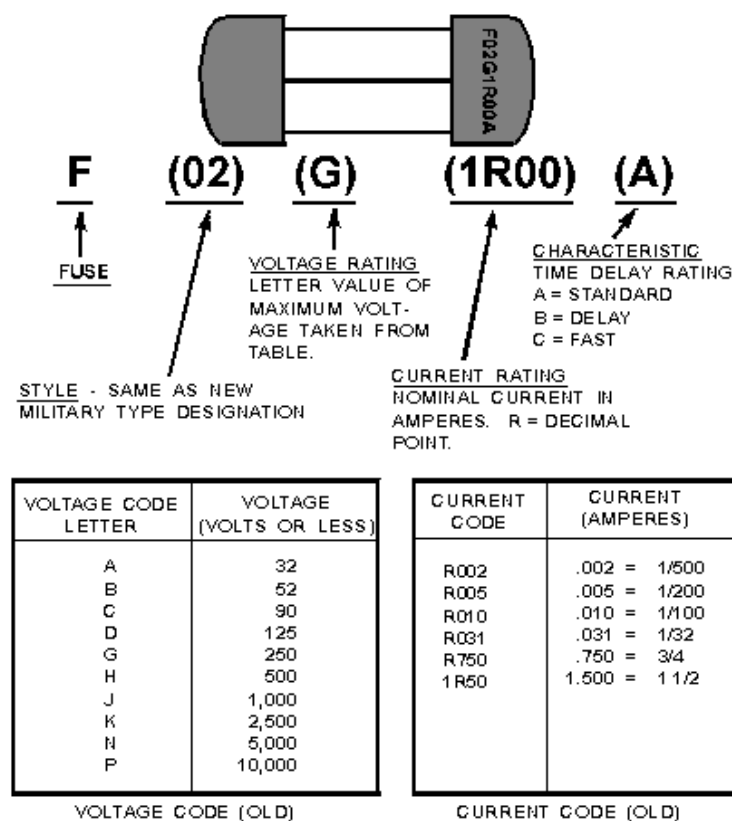 F02G1R00A
F (02) (G) (1R00) (A)
FUSE
VOLTAGE RATING
LETTER VALUE OF
MAXIMUM VOLT-
AGE TAKEN FROM
TABLE.
CHARACTERISTIC
TIME DELAY RATING
A = STANDARD
B = DELAY
C = FAST
STYLE - SAME AS NEW
MILITARY TYPE DESIGNATION
CURRENT RATING
NOMINAL CURRENT IN
AMPERES. R = DECIMAL
POINT.
VOLTAGE CODE LETTER | VOLTAGE (VOLTS OR LESS)
A 32
B 52
C 90
D 125
G 250
H 500
J 1,000
K 2,500
N 5,000
P 10,000
VOLTAGE CODE (OLD)
CURRENT CODE | CURRENT (AMPERES)
R002 .002 = 1/500
R005 .005 = 1/200
R010 .010 = 1/100
R031 .031 = 1/32
R750 .750 = 3/4
1R50 1.500 = 1 1/2
CURRENT CODE (OLD)